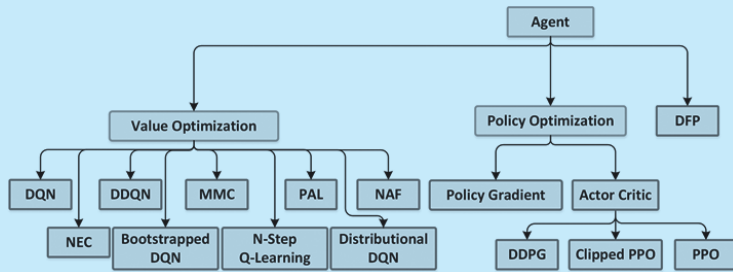 Agent
Value Optimization
Policy Optimization
DFP
DQN
DDQN
MMC
PAL
NAF
Policy Gradient
Actor Critic
NEC
Bootstrapped
DQN
N-Step
Q-Learning
Distributional
DQN
DDPG
Clipped PPO
PPO